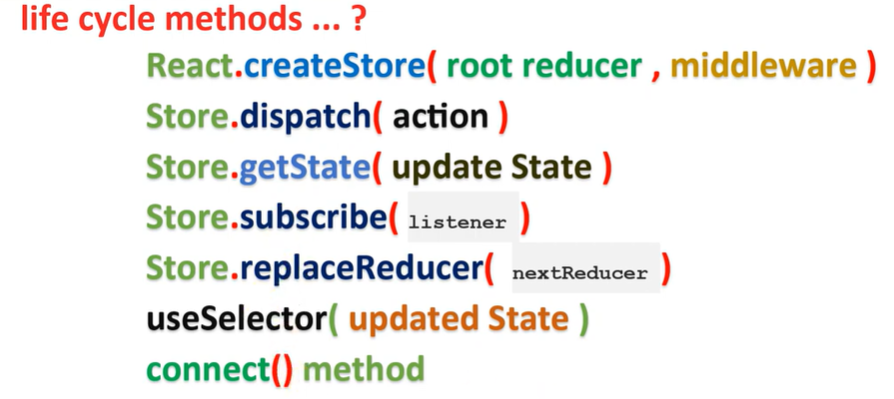 life cycle methods ... ?
React.createStore( root reducer , middleware )
Store.dispatch( action )
Store.getState( update State )
Store.subscribe( listener )
Store.replaceReducer( nextReducer )
useSelector( updated State )
connect() method